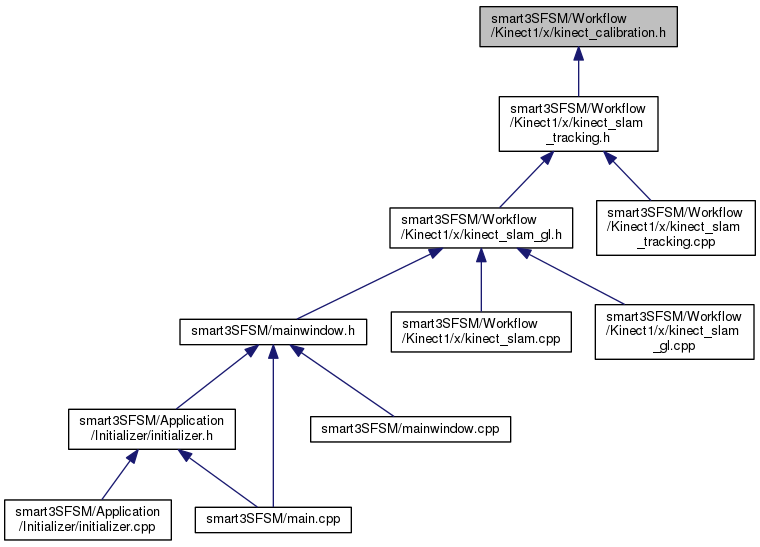 smart3SFSM/Workflow
/Kinect1/x/kinect_calibration.h
smart3SFSM/Workflow
/Kinect1/x/kinect_slam
_tracking.h
smart3SFSM/Workflow
/Kinect1/x/kinect_slam_gl.h
smart3SFSM/Workflow
/Kinect1/x/kinect_slam
_tracking.cpp
smart3SFSM/mainwindow.h
smart3SFSM/Workflow
/Kinect1/x/kinect_slam.cpp
smart3SFSM/Workflow
/Kinect1/x/kinect_slam
_gl.cpp
smart3SFSM/Application
/Initializer/initializer.h
smart3SFSM/mainwindow.cpp
smart3SFSM/Application
/Initializer/initializer.cpp
smart3SFSM/main.cpp